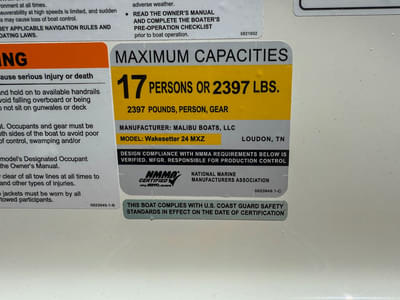 ronment at all times.
aneuverability at high speeds is limited, and sudden
s may cause loss of boat control.
EY APPLICABLE NAVIGATION RULES AND
OATING LAWS.
adverse weather.
• READ THE OWNER'S MANUAL
AND COMPLETE THE BOATER'S
PRE-OPERATION CHECKLIST
prior to boat operation.
5821602
ING
ause serious injury or death
and hold on to available handrails
void falling overboard or being
o not sit on gunwales or deck
. Occupants and gear must be
oth sides of the boat to avoid poor
of control, swamping and/or
model's Designated Occupant
the Owner's Manual.
y clear of all tow lines at all times to
and other types of injuries.
n jackets must be worn by all
towed participants.
MAXIMUM CAPACITIES
17 PERSONS OR 2397 LBS.
2397 POUNDS, PERSON, GEAR
MANUFACTURER: MALIBU BOATS, LLC
MODEL: Wakesetter 24 MXZ LOUDON, TN
DESIGN COMPLIANCE WITH NMMA REQUIREMENTS BELOW IS
VERIFIED. MFGR. RESPONSIBLE FOR PRODUCTION CONTROL
NMMA
CERTIFIED
NATIONAL MARINE
MANUFACTURERS ASSOCIATION
THIS BOAT COMPLIES WITH U.S. COAST GUARD SAFETY
STANDARDS IN EFFECT ON THE DATE OF CERTIFICATION